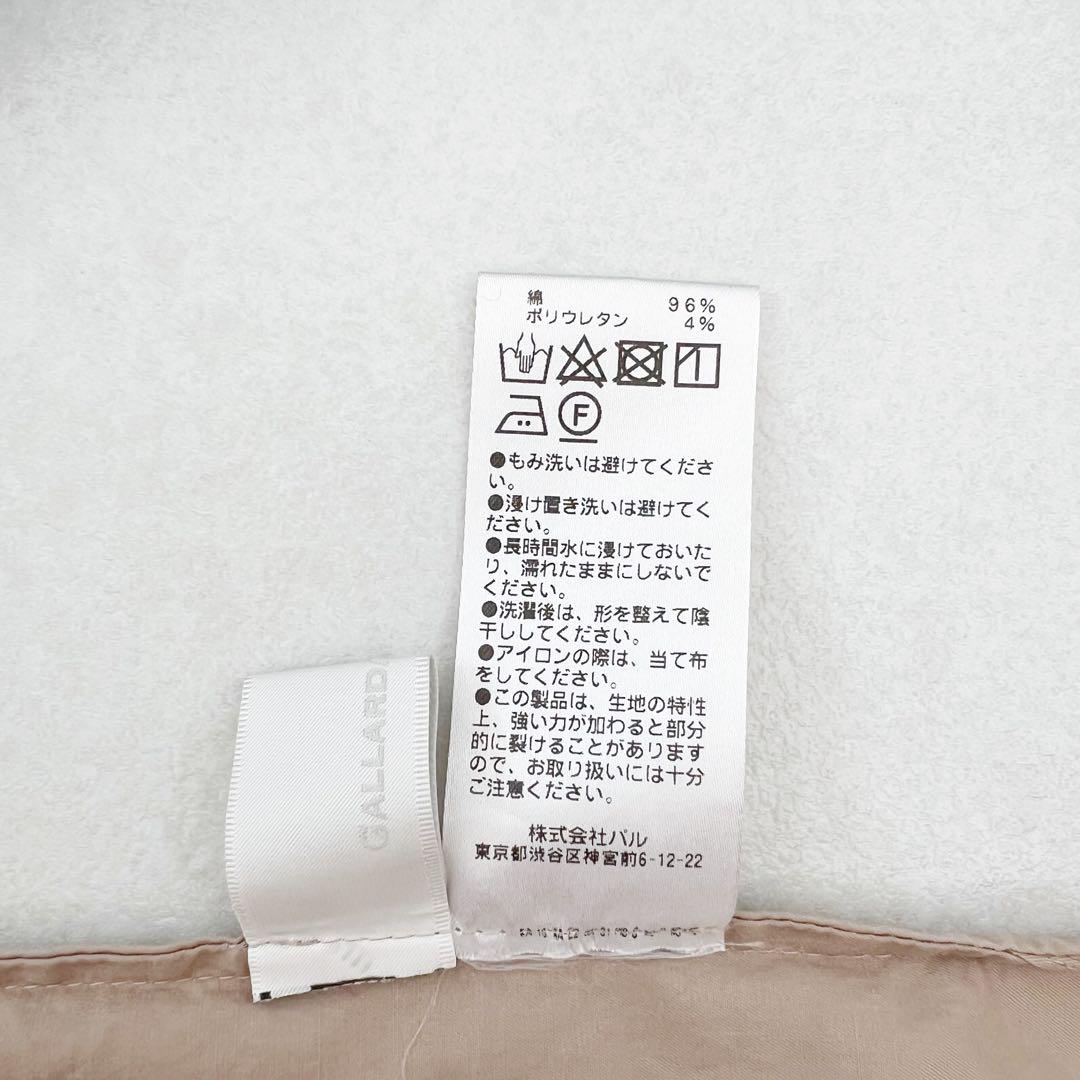 綿 96%
ポリウレタン 4%
F
●もみ洗いは避けてくださ
い。
●浸け置き洗いは避けてく
ださい。
●長時間水に浸けておいた
り、濡れたままにしないで
ください。
●洗濯後は、形を整えて陰
干ししてください。
●アイロンの際は、当て布
をしてください。
●この製品は、生地の特性
上、強い力が加わると部分
的に裂けることがあります
ので、お取り扱いには十分
ご注意ください。
株式会社パル
東京都渋谷区神宮前6-12-22
GALLARD